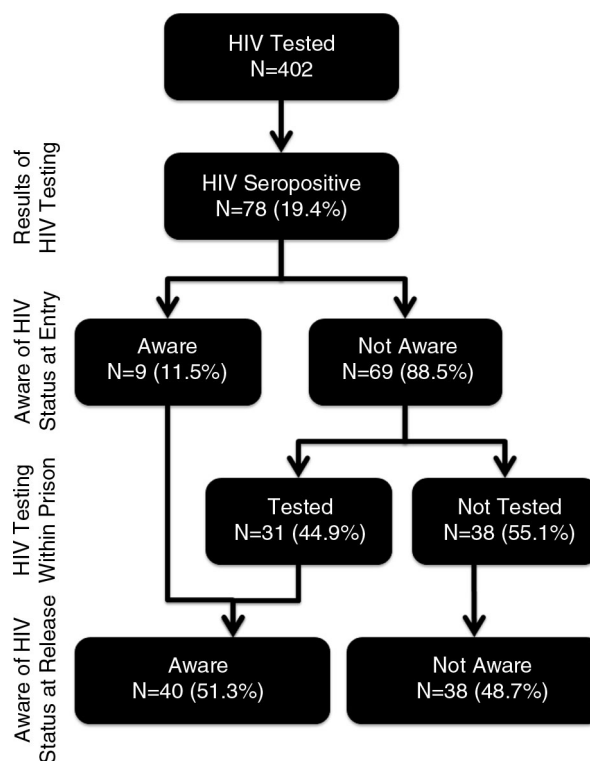 HIV Tested
N=402
Results of
HIV Testing
HIV Seropositive
N=78 (19.4%)
Aware of HIV
Status at Entry
Aware
N=9 (11.5%)
Not Aware
N=69 (88.5%)
HIV Testing
Within Prison
Tested
N=31 (44.9%)
Not Tested
N=38 (55.1%)
Aware of HIV
Status at Release
Aware
N=40 (51.3%)
Not Aware
N=38 (48.7%)